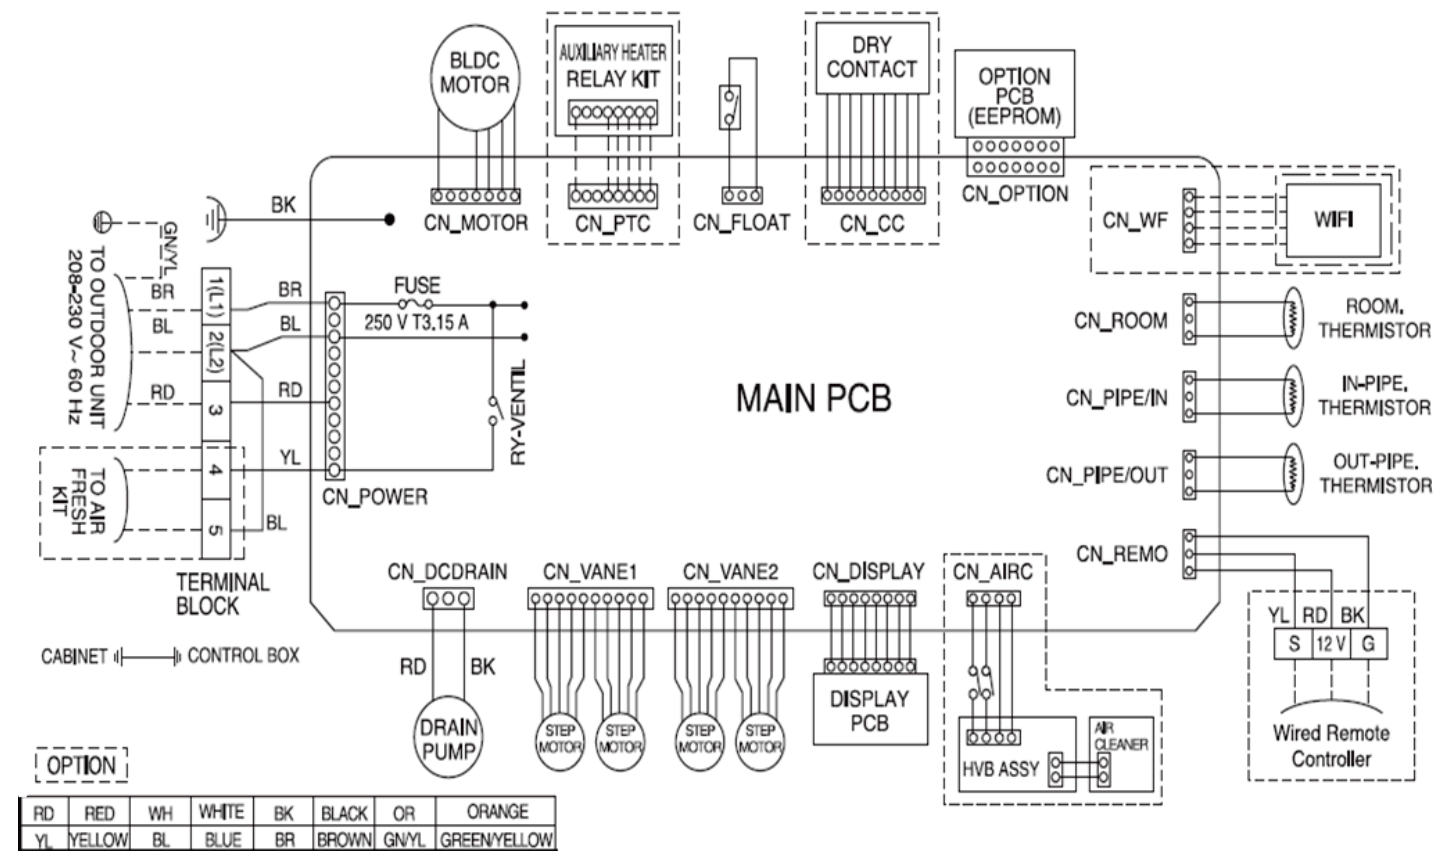 BLDC
MOTOR
AUXILIARY HEATER
RELAY KIT
DRY
CONTACT
OPTION
PCB
(EEPROM)
CN_MOTOR
CN_PTC
CN_FLOAT
CN_CC
CN_OPTION
CN_WF
WIFI
BK
GN/YL
TO OUTDOOR UNIT
208-230 V~ 60 Hz
BR
BL
RD
1(L1)
2(L2)
3
4
5
BR
BL
RD
YL
BL
FUSE
250 V T3.15 A
RY-VENTIL
CN_POWER
TO AIR
FRESH
KIT
TERMINAL
BLOCK
MAIN PCB
CN_ROOM
ROOM.
THERMISTOR
CN_PIPE/IN
IN-PIPE.
THERMISTOR
CN_PIPE/OUT
OUT-PIPE.
THERMISTOR
CN_REMO
YL RD BK
S 12 V G
Wired Remote
Controller
CN_DCDRAIN
CN_VANE1
CN_VANE2
CN_DISPLAY
CN_AIRC
RD BK
DRAIN
PUMP
STEP
MOTOR
STEP
MOTOR
STEP
MOTOR
STEP
MOTOR
DISPLAY
PCB
HVB ASSY
AIR
CLEANER
CABINET
CONTROL BOX
OPTION
RD RED WH WHITE BK BLACK OR ORANGE
YL YELLOW BL BLUE BR BROWN GN/YL GREEN/YELLOW